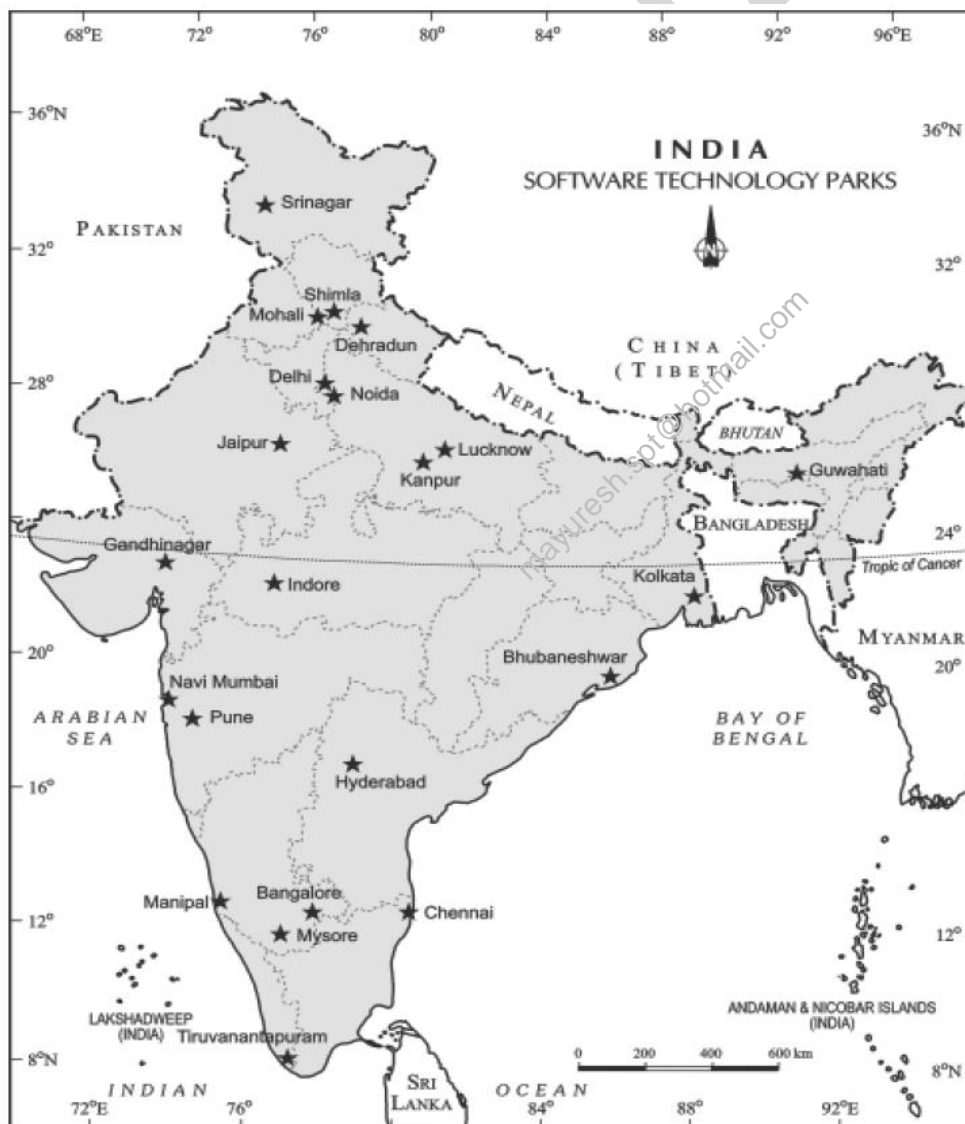 68°E 72° 76° 80° 84° 88° 92° 96°E
36°N
36°N
INDIA
SOFTWARE TECHNOLOGY PARKS
Srinagar
PAKISTAN
N
32°
32°
Shimla
Mohali
Dehradun
CHINA
(TIBET)
mayuresh.spt@hotmail.com
Delhi
28°
28°
Noida
NEPAL
BHUTAN
Jaipur
Lucknow
Kanpur
Guwahati
BANGLADESH
24°
Gandhinagar
Tropic of Cancer
Indore
Kolkata
MYANMAR
20°
20°
Bhubaneshwar
Navi Mumbai
ARABIAN
SEA
Pune
BAY OF
BENGAL
Hyderabad
16°
16°
Manipal
Bangalore
Chennai
12°
12°
Mysore
LAKSHADWEEP
(INDIA)
ANDAMAN & NICOBAR ISLANDS
(INDIA)
Tiruvanantapuram
8°N
0 200 400 600 km
8°N
INDIAN OCEAN
SRI
LANKA
72°E 76° 84° 88° 92°E